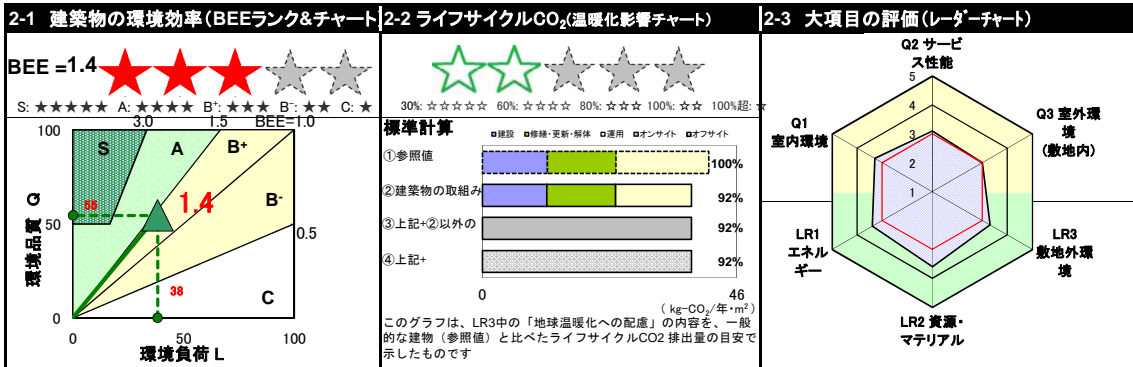 2-1 建築物の環境効率(BEEランク&チャート
BEE =1.4
S: ★★★★★ A: ★★★★ B⁺: ★★★ B⁻: ★★ C: ★
3.0 1.5 BEE=1.0
100
S
A
B⁺
B⁻
1.4
55
50
0.5
38
C
環境品質 Q
0
0 50 100
環境負荷 L
2-2 ライフサイクルCO₂(温暖化影響チャート)
30%: ☆☆☆☆☆ 60%: ☆☆☆☆ 80%: ☆☆☆ 100%: ☆☆ 100%超: ☆
標準計算
■建設 ■修繕・更新・解体 □運用 ■オンサイト ■オフサイト
①参照値
100%
②建築物の取組み
92%
③上記+②以外の
92%
④上記+
92%
0 46
( kg-CO₂/年・m²)
このグラフは、LR3中の「地球温暖化への配慮」の内容を、一般
的な建物(参照値)と比べたライフサイクルCO2 排出量の目安で
示したものです
2-3 大項目の評価(レーダーチャート)
Q2 サービ
ス性能
5
4
3
2
1
Q1
室内環境
Q3 室外環
境
(敷地内)
LR1
エネル
ギー
LR3
敷地外環
境
LR2 資源・
マテリアル